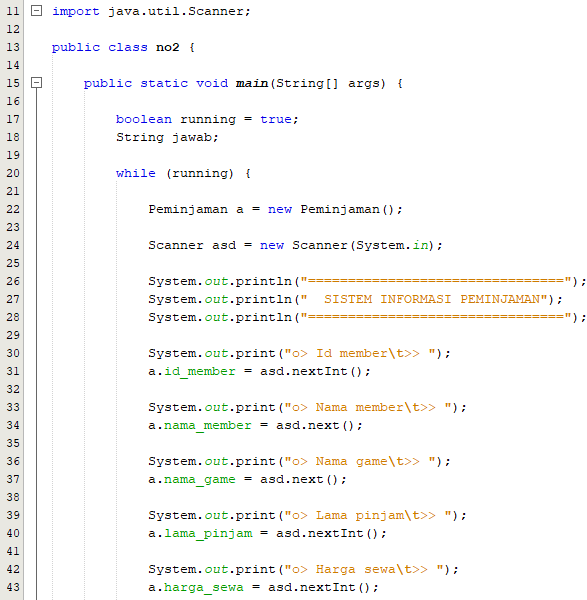 11 import java.util.Scanner;
12
13 public class no2 {
14
15 public static void main(String[] args) {
16
17 boolean running = true;
18 String jawab;
19
20 while (running) {
21
22 Peminjaman a = new Peminjaman();
23
24 Scanner asd = new Scanner(System.in);
25
26 System.out.println("================================");
27 System.out.println("  SISTEM INFORMASI PEMINJAMAN");
28 System.out.println("================================");
29
30 System.out.print("o> Id member\t>> ");
31 a.id_member = asd.nextInt();
32
33 System.out.print("o> Nama member\t>> ");
34 a.nama_member = asd.next();
35
36 System.out.print("o> Nama game\t>> ");
37 a.nama_game = asd.next();
38
39 System.out.print("o> Lama pinjam\t>> ");
40 a.lama_pinjam = asd.nextInt();
41
42 System.out.print("o> Harga sewa\t>> ");
43 a.harga_sewa = asd.nextInt();